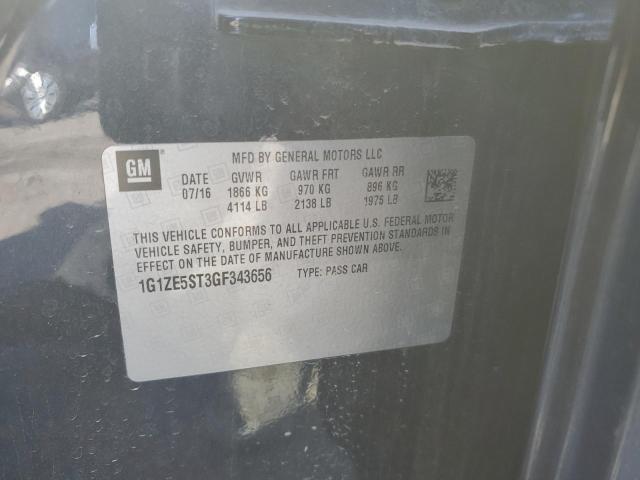 GM
MFD BY GENERAL MOTORS LLC
DATE GVWR GAWR FRT GAWR RR
07/16 1866 KG 970 KG 896 KG
4114 LB 2138 LB 1975 LB
THIS VEHICLE CONFORMS TO ALL APPLICABLE U.S. FEDERAL MOTOR
VEHICLE SAFETY, BUMPER, AND THEFT PREVENTION STANDARDS IN
EFFECT ON THE DATE OF MANUFACTURE SHOWN ABOVE.
1G1ZE5ST3GF343656 TYPE: PASS CAR